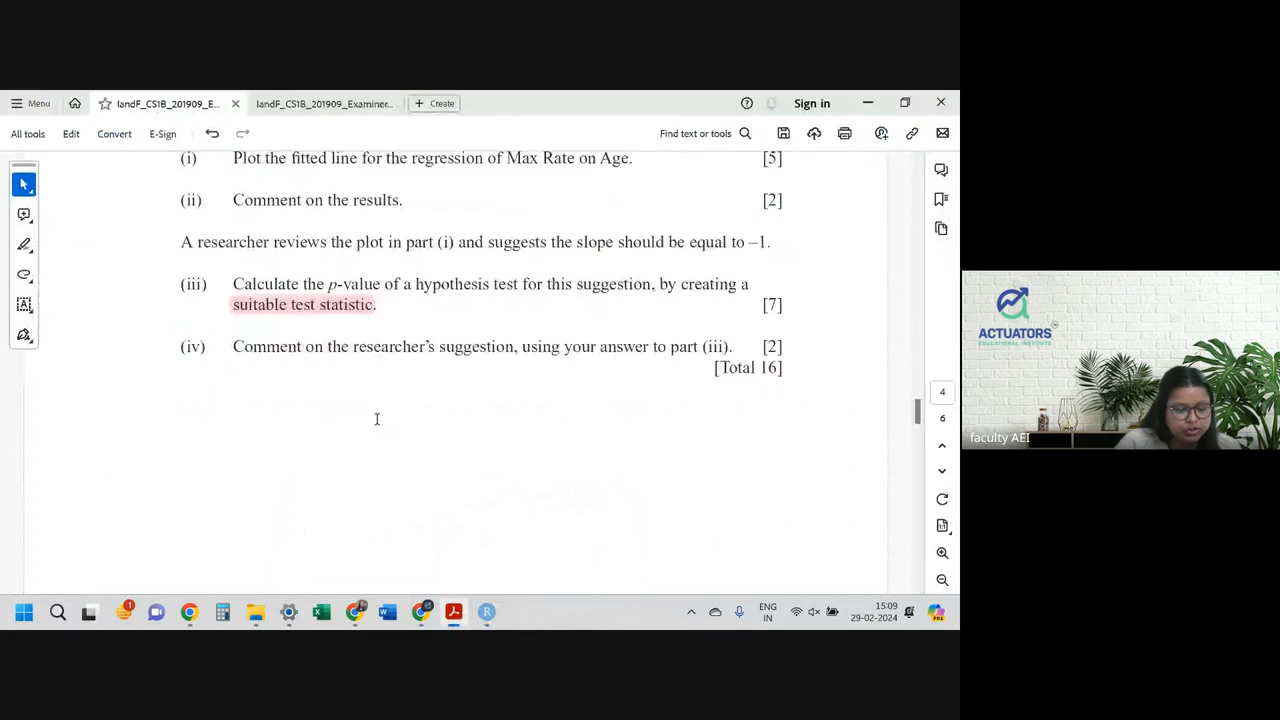 Menu
landF_CS1B_201909_E...
landF_CS1B_201909_Examiner...
Create
Sign in
All tools
Edit
Convert
E-Sign
Find text or tools
(i) Plot the fitted line for the regression of Max Rate on Age. [5]
(ii) Comment on the results. [2]
A researcher reviews the plot in part (i) and suggests the slope should be equal to –1.
(iii) Calculate the p-value of a hypothesis test for this suggestion, by creating a
suitable test statistic. [7]
(iv) Comment on the researcher's suggestion, using your answer to part (iii). [2]
[Total 16]
4
6
ACTUATORS
EDUCATIONAL INSTITUTE
faculty AEI
ENG
IN
15:09
29-02-2024